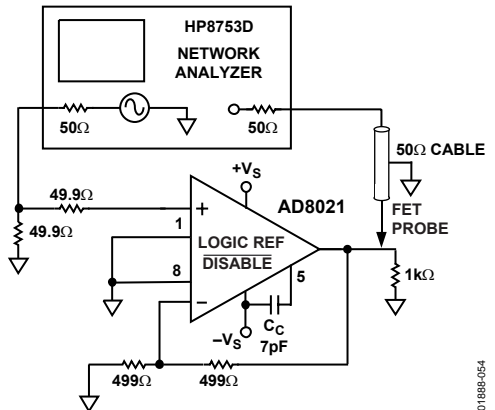 HP8753D
NETWORK
ANALYZER
50Ω
50Ω
50Ω CABLE
+VS
49.9Ω
AD8021
FET
PROBE
+
49.9Ω
1
LOGIC REF
DISABLE
8
5
1kΩ
–
–VS
CC
7pF
499Ω
499Ω
01888-054